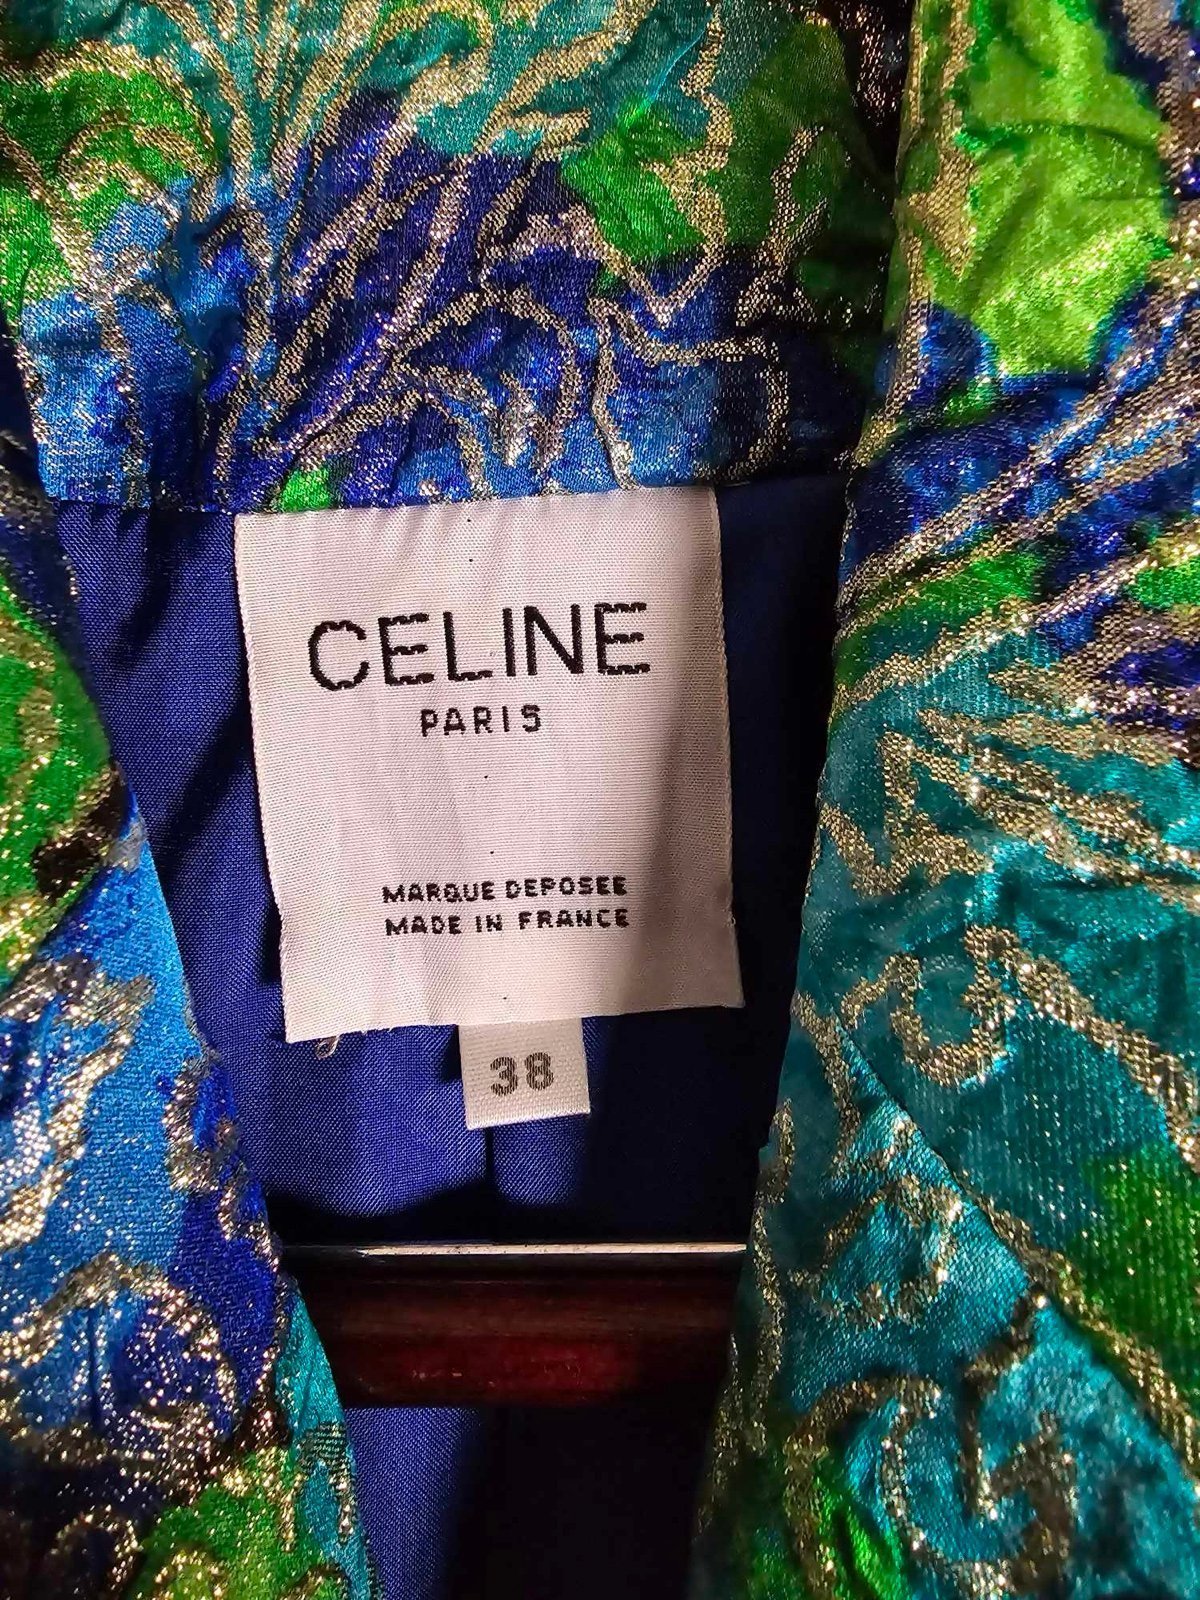 CELINE
PARIS
MARQUE DEPOSEE
MADE IN FRANCE
38